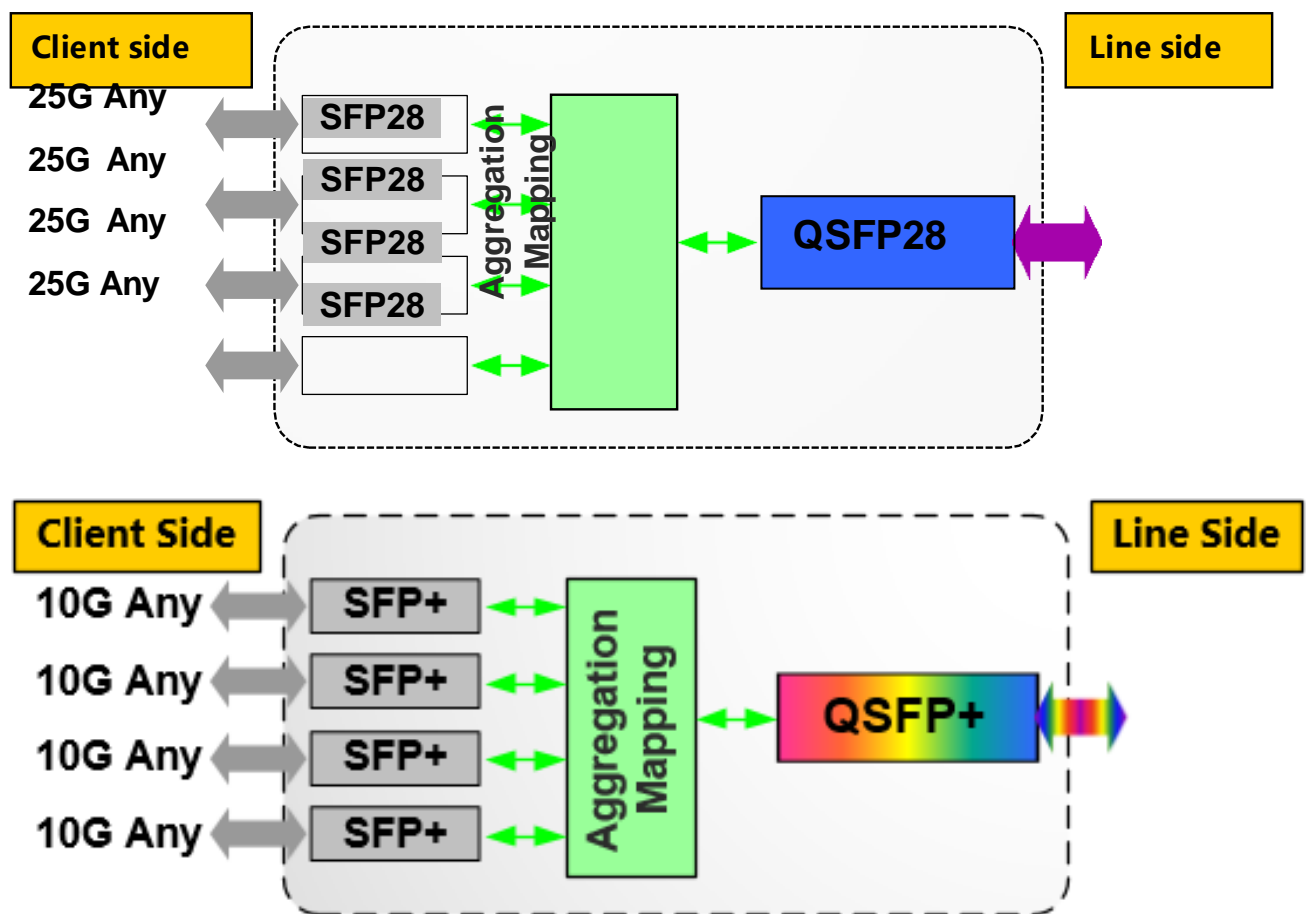 Client side
Line side
25G Any
SFP28
25G Any
SFP28
25G Any
SFP28
25G Any
SFP28
Aggregation
Mapping
QSFP28
Client Side
Line Side
10G Any
SFP+
10G Any
SFP+
10G Any
SFP+
10G Any
SFP+
Aggregation
Mapping
QSFP+